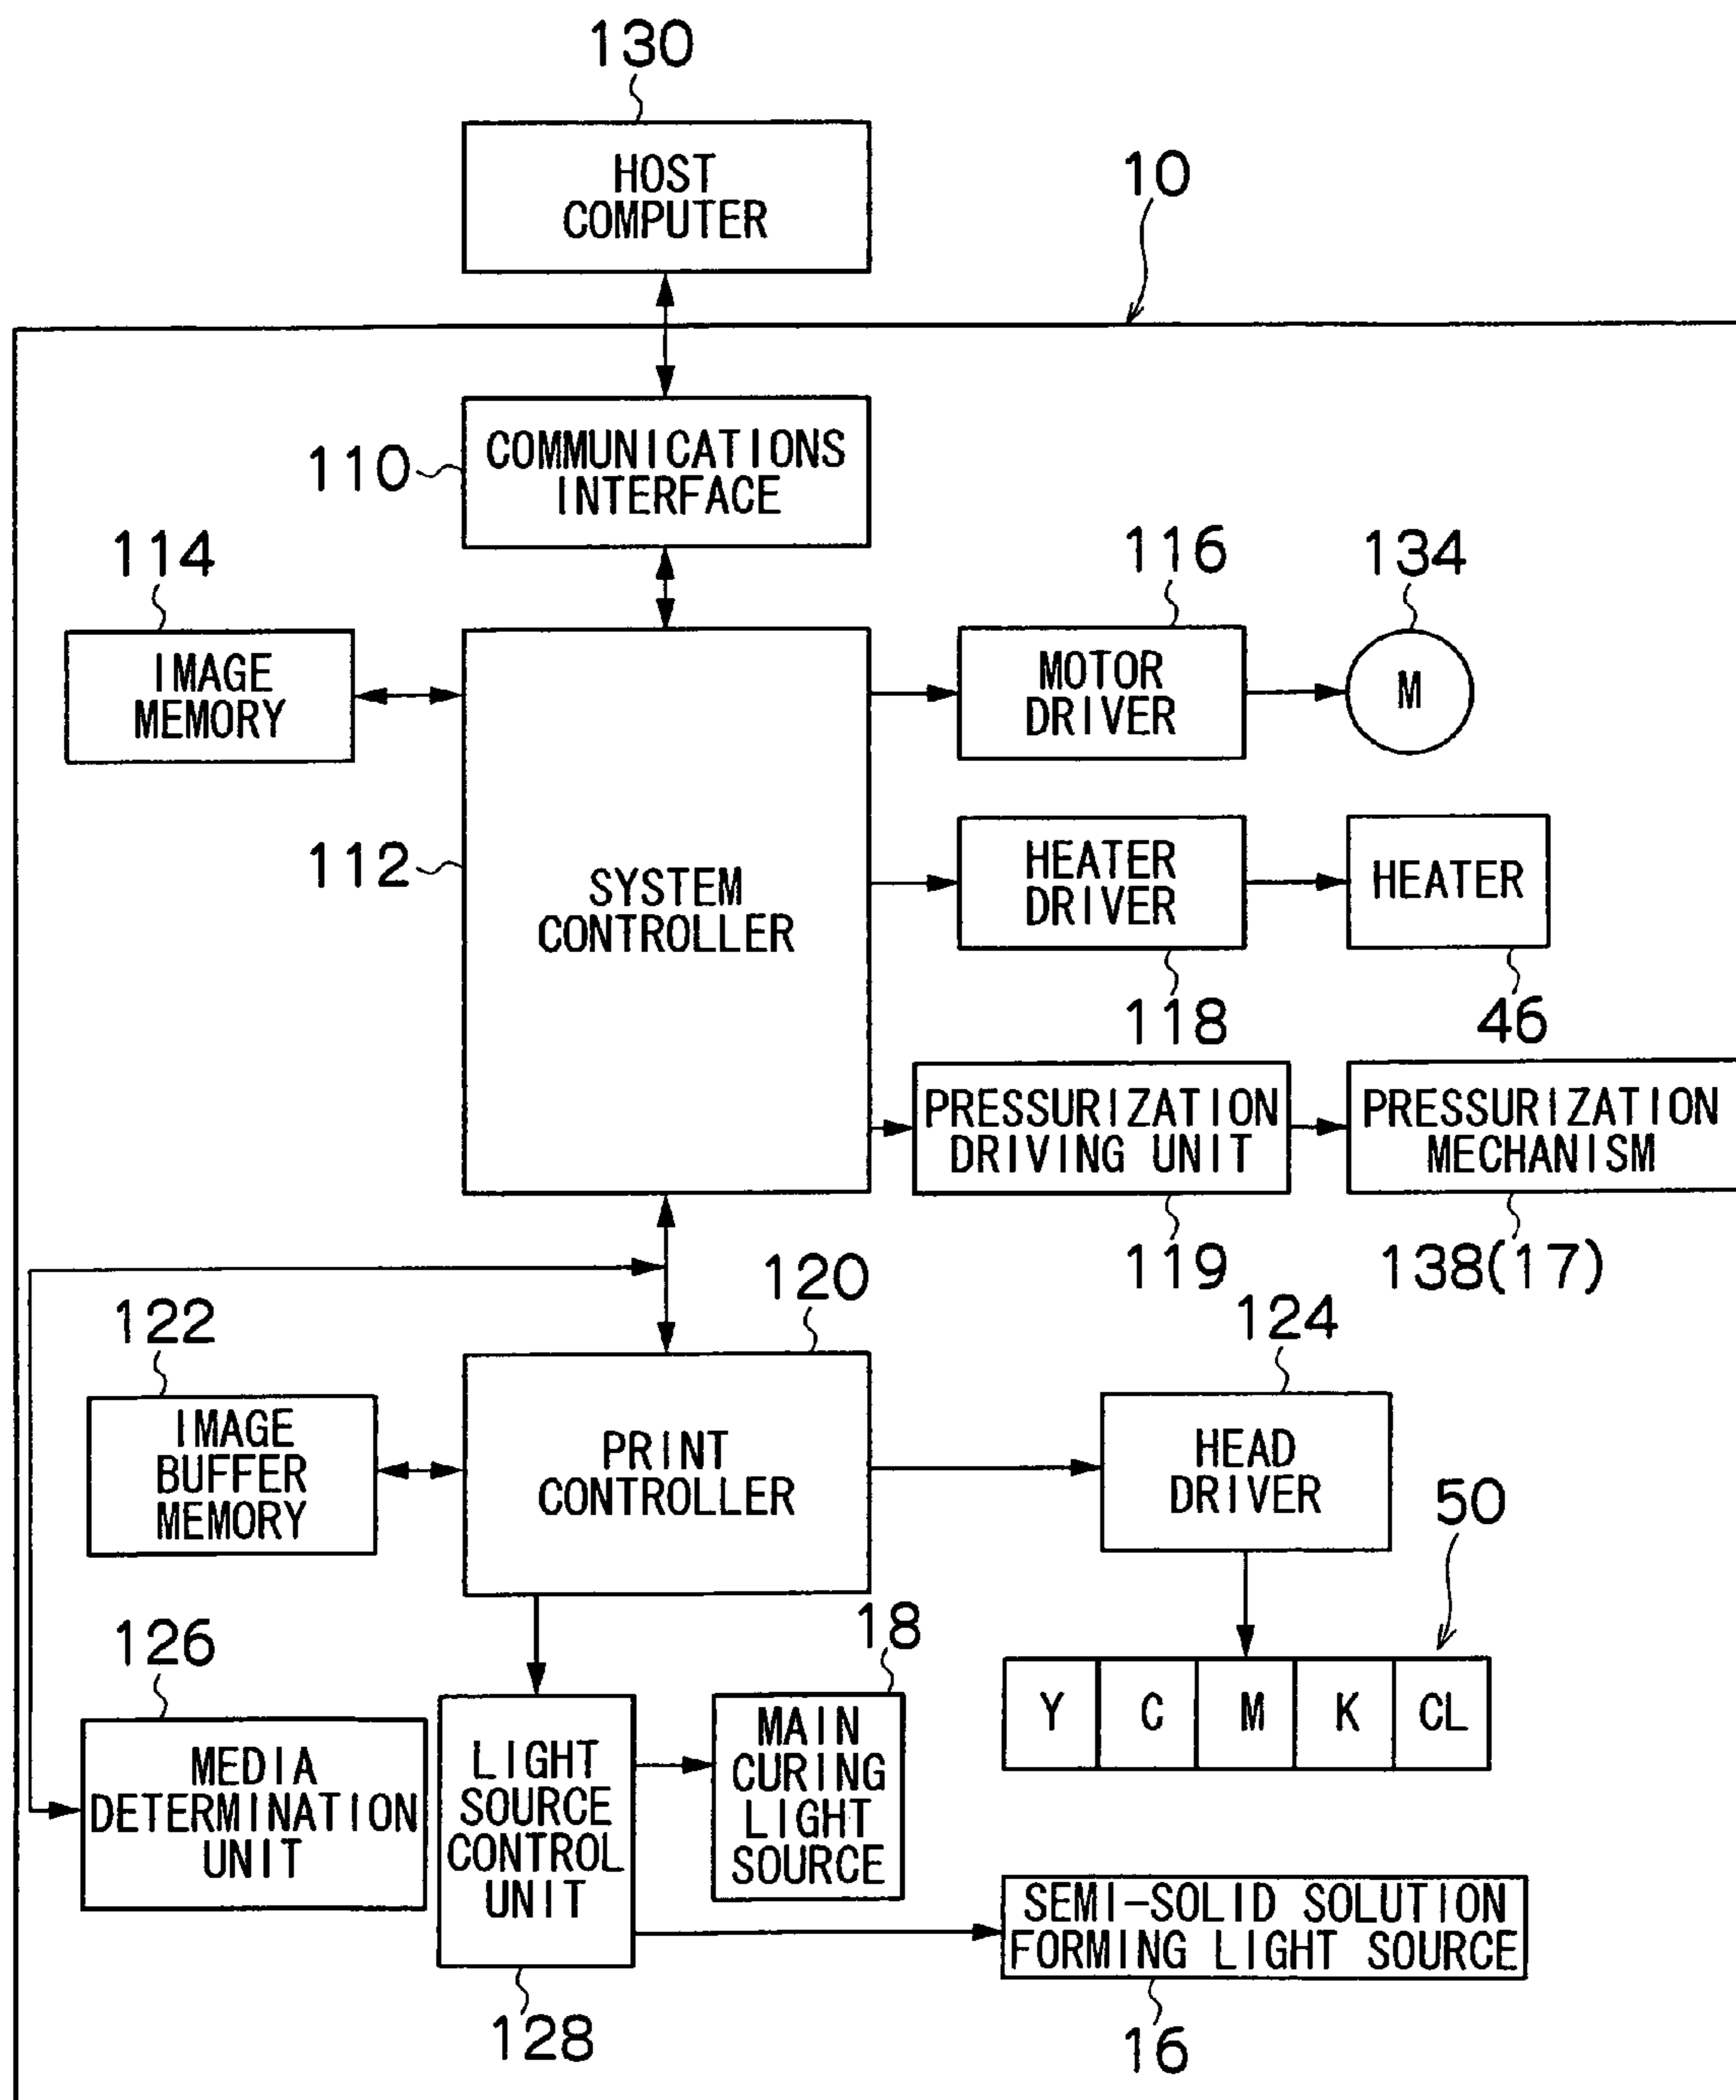 130
HOST
COMPUTER
10
110
COMMUNICATIONS
INTERFACE
114
IMAGE
MEMORY
116
MOTOR
DRIVER
134
M
112
SYSTEM
CONTROLLER
HEATER
DRIVER
118
HEATER
46
PRESSURIZATION
DRIVING UNIT
119
PRESSURIZATION
MECHANISM
138(17)
120
122
IMAGE
BUFFER
MEMORY
PRINT
CONTROLLER
124
HEAD
DRIVER
50
Y C M K CL
126
MEDIA
DETERMINATION
UNIT
LIGHT
SOURCE
CONTROL
UNIT
128
18
MAIN
CURING
LIGHT
SOURCE
SEMI-SOLID SOLUTION
FORMING LIGHT SOURCE
16